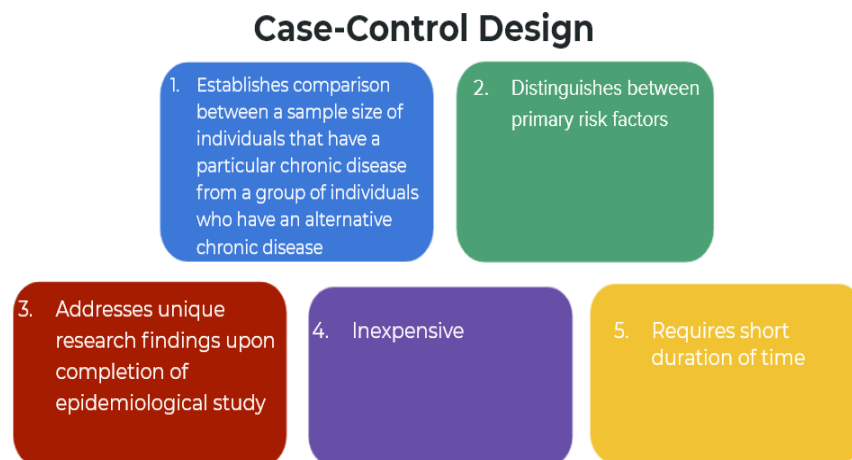 Case-Control Design
1. Establishes comparison
between a sample size of
individuals that have a
particular chronic disease
from a group of individuals
who have an alternative
chronic disease
2. Distinguishes between
primary risk factors
3. Addresses unique
research findings upon
completion of
epidemiological study
4. Inexpensive
5. Requires short
duration of time